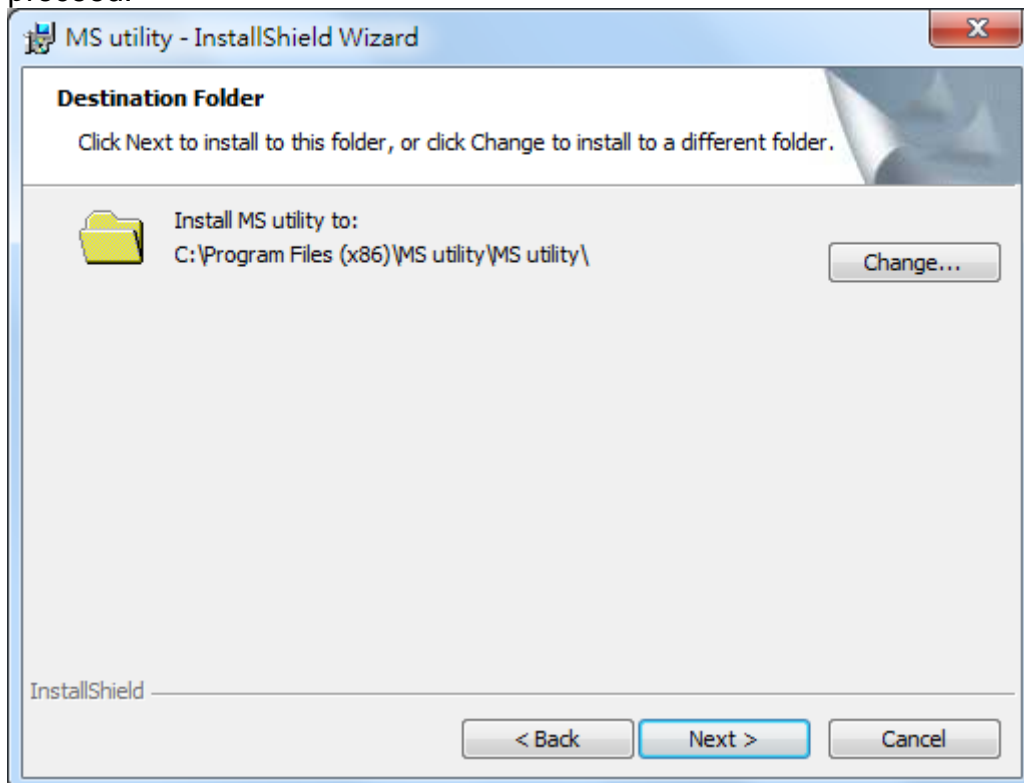 proceed.
MS utility - InstallShield Wizard
Destination Folder
Click Next to install to this folder, or click Change to install to a different folder.
Install MS utility to:
C:\Program Files (x86)\MS utility\MS utility\
Change...
InstallShield
< Back
Next >
Cancel